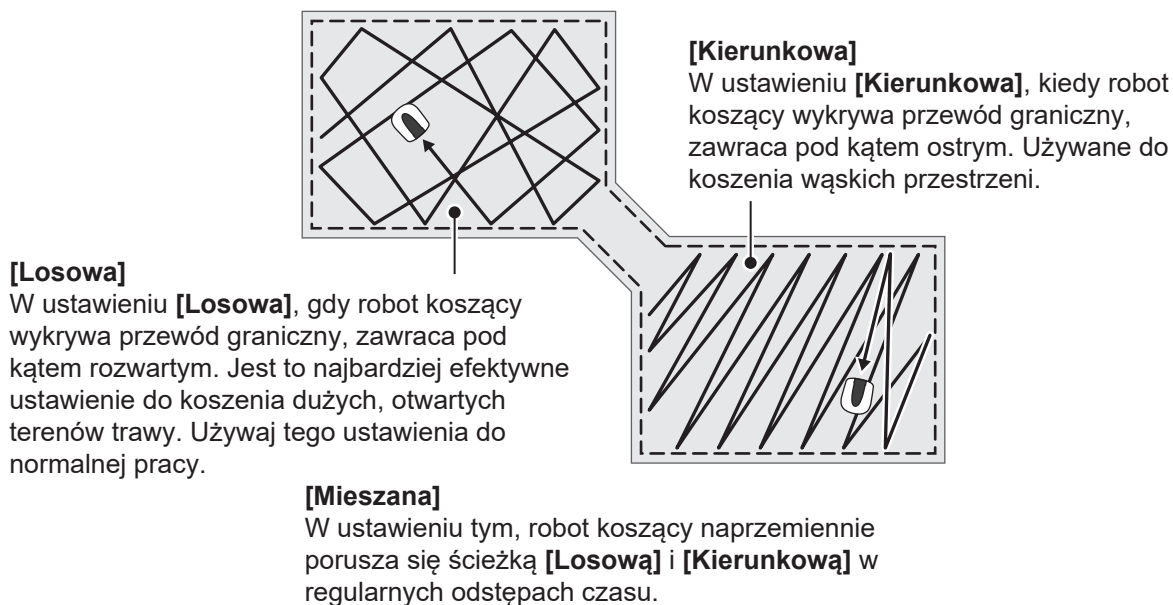 [Kierunkowa]
W ustawieniu [Kierunkowa], kiedy robot
koszący wykrywa przewód graniczny,
zawraca pod kątem ostrym. Używane do
koszenia wąskich przestrzeni.
[Losowa]
W ustawieniu [Losowa], gdy robot koszący
wykrywa przewód graniczny, zawraca pod
kątem rozwartym. Jest to najbardziej efektywne
ustawienie do koszenia dużych, otwartych
terenów trawy. Używaj tego ustawienia do
normalnej pracy.
[Mieszana]
W ustawieniu tym, robot koszący naprzemiennie
porusza się ścieżką [Losową] i [Kierunkową] w
regularnych odstępach czasu.